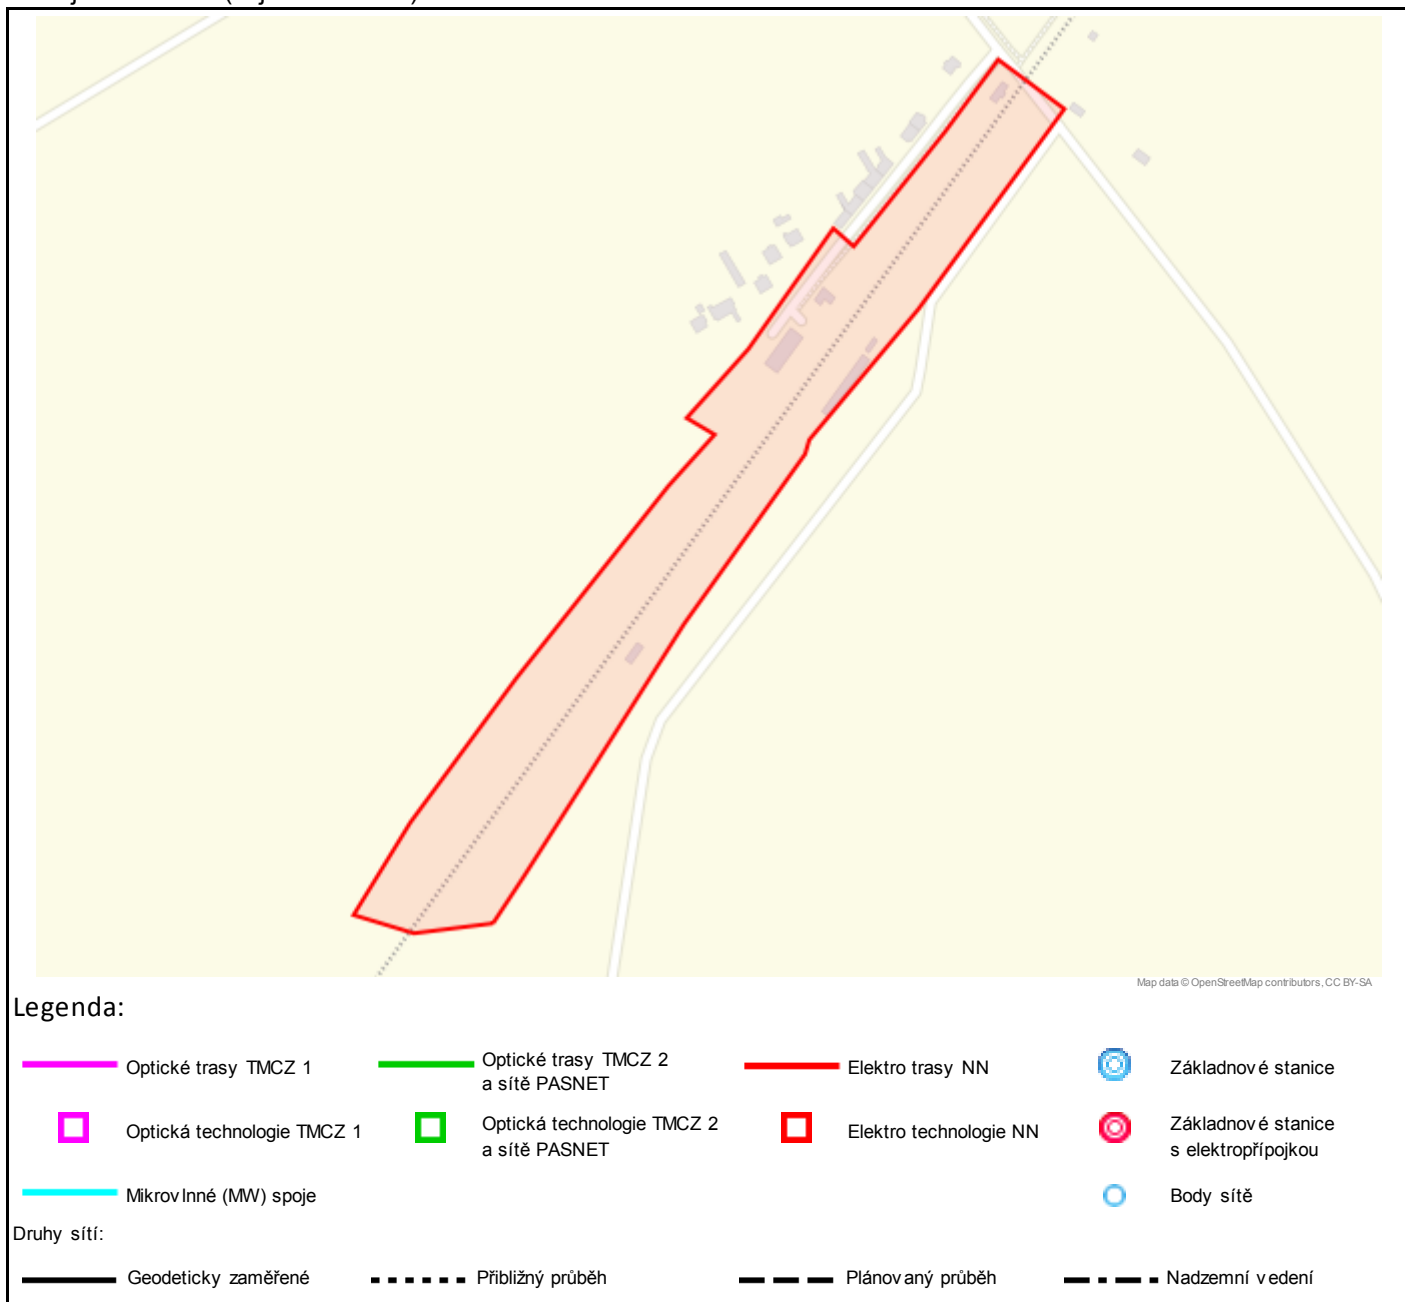 Map data © OpenStreetMap contributors, CC BY-SA
Legenda:
Optické trasy TMCZ 1
Optické trasy TMCZ 2
a sítě PASNET
Elektro trasy NN
Základnové stanice
Optická technologie TMCZ 1
Optická technologie TMCZ 2
a sítě PASNET
Elektro technologie NN
Základnové stanice
s elektropřípojkou
Mikrovlnné (MW) spoje
Body sítě
Druhy sítí:
Geodeticky zaměřené
Přibližný průběh
Plánovaný průběh
Nadzemní vedení